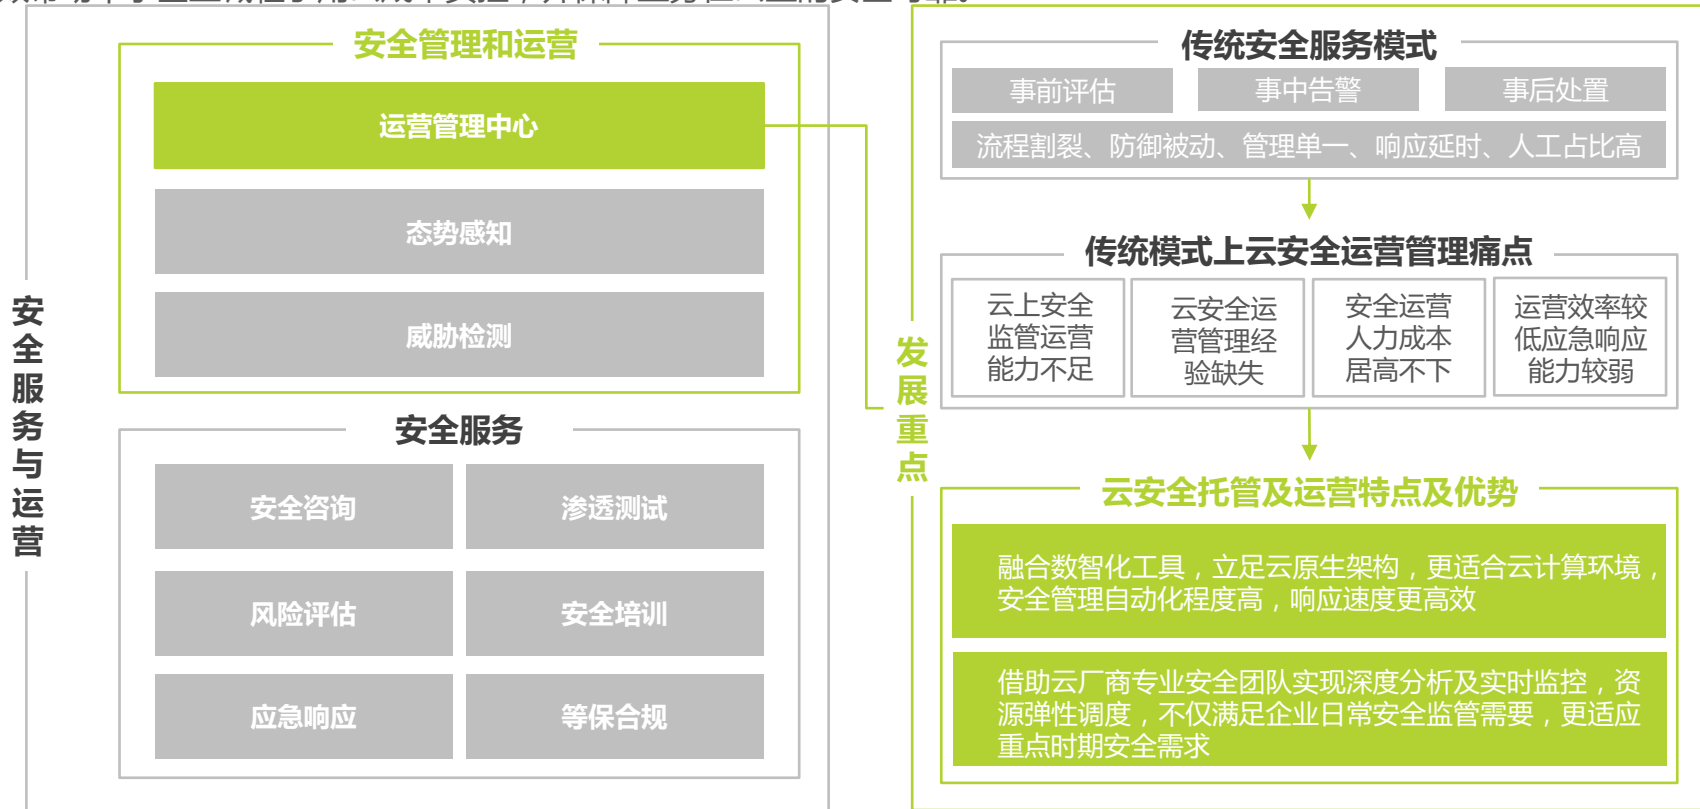 安全服务与运营
安全管理和运营
运营管理中心
态势感知
威胁检测
安全服务
安全咨询
渗透测试
风险评估
安全培训
应急响应
等保合规
发展重点
传统安全服务模式
事前评估
事中告警
事后处置
流程割裂、防御被动、管理单一、响应延时、人工占比高
传统模式上云安全运营管理痛点
云上安全
监管运营
能力不足
云安全运
营管理经
验缺失
安全运营
人力成本
居高不下
运营效率较
低应急响应
能力较弱
云安全托管及运营特点及优势
融合数智化工具，立足云原生架构，更适合云计算环境，
安全管理自动化程度高，响应速度更高效
借助云厂商专业安全团队实现深度分析及实时监控，资
源弹性调度，不仅满足企业日常安全监管需要，更适应
重点时期安全需求